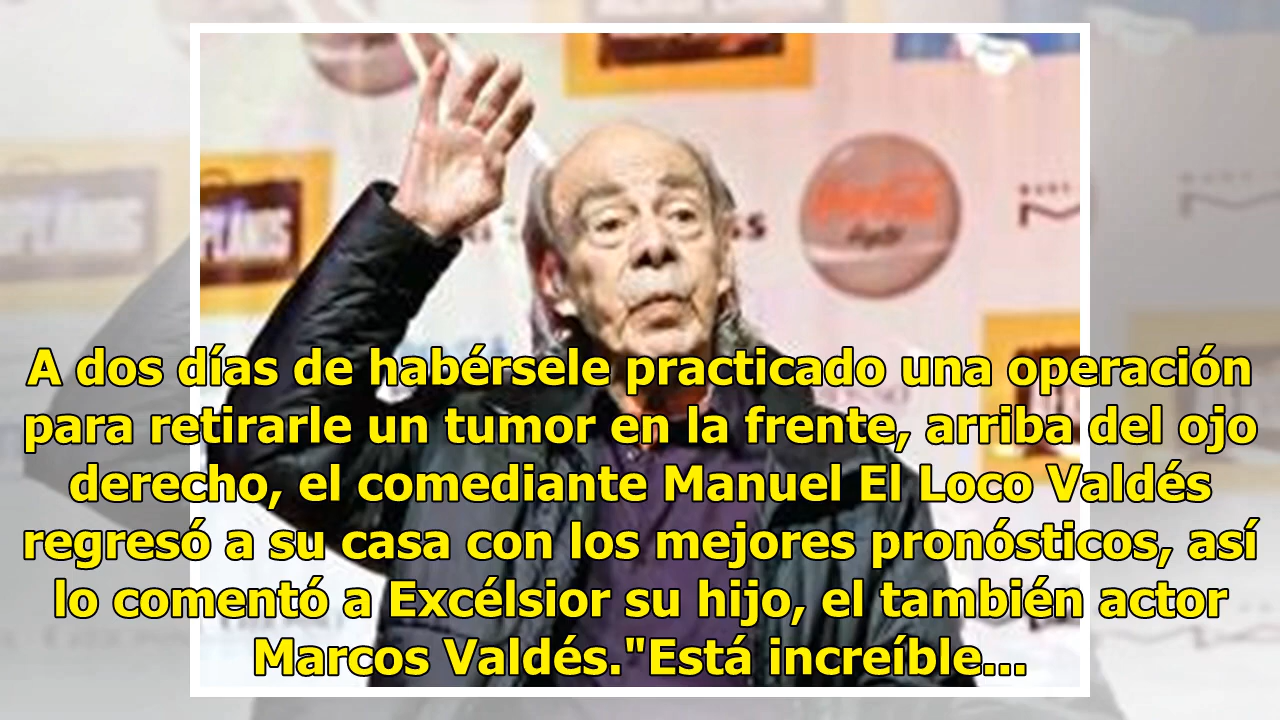 A dos días de habérsele practicado una operación
para retirarle un tumor en la frente, arriba del ojo
derecho, el comediante Manuel El Loco Valdés
regresó a su casa con los mejores pronósticos, así
lo comentó a Excélsior su hijo, el también actor
Marcos Valdés."Está increíble...